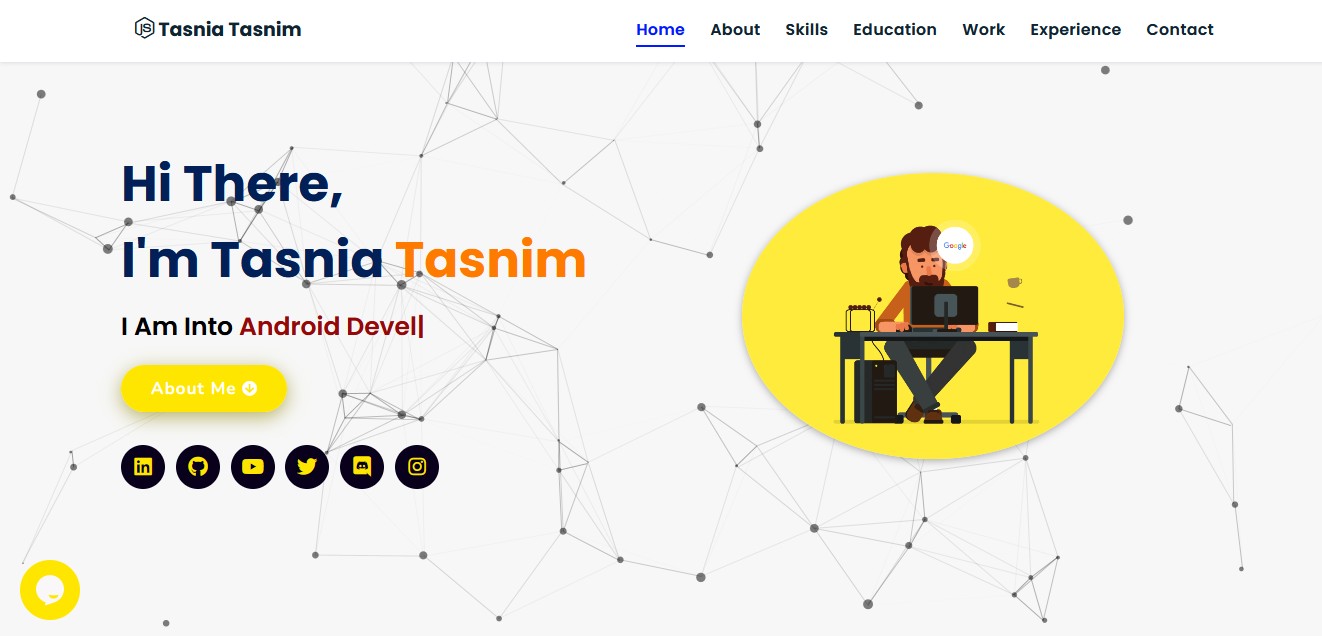 JS Tasnia Tasnim
Home About Skills Education Work Experience Contact
Hi There,
I'm Tasnia Tasnim
I Am Into Android Devel|
About Me
in
Google